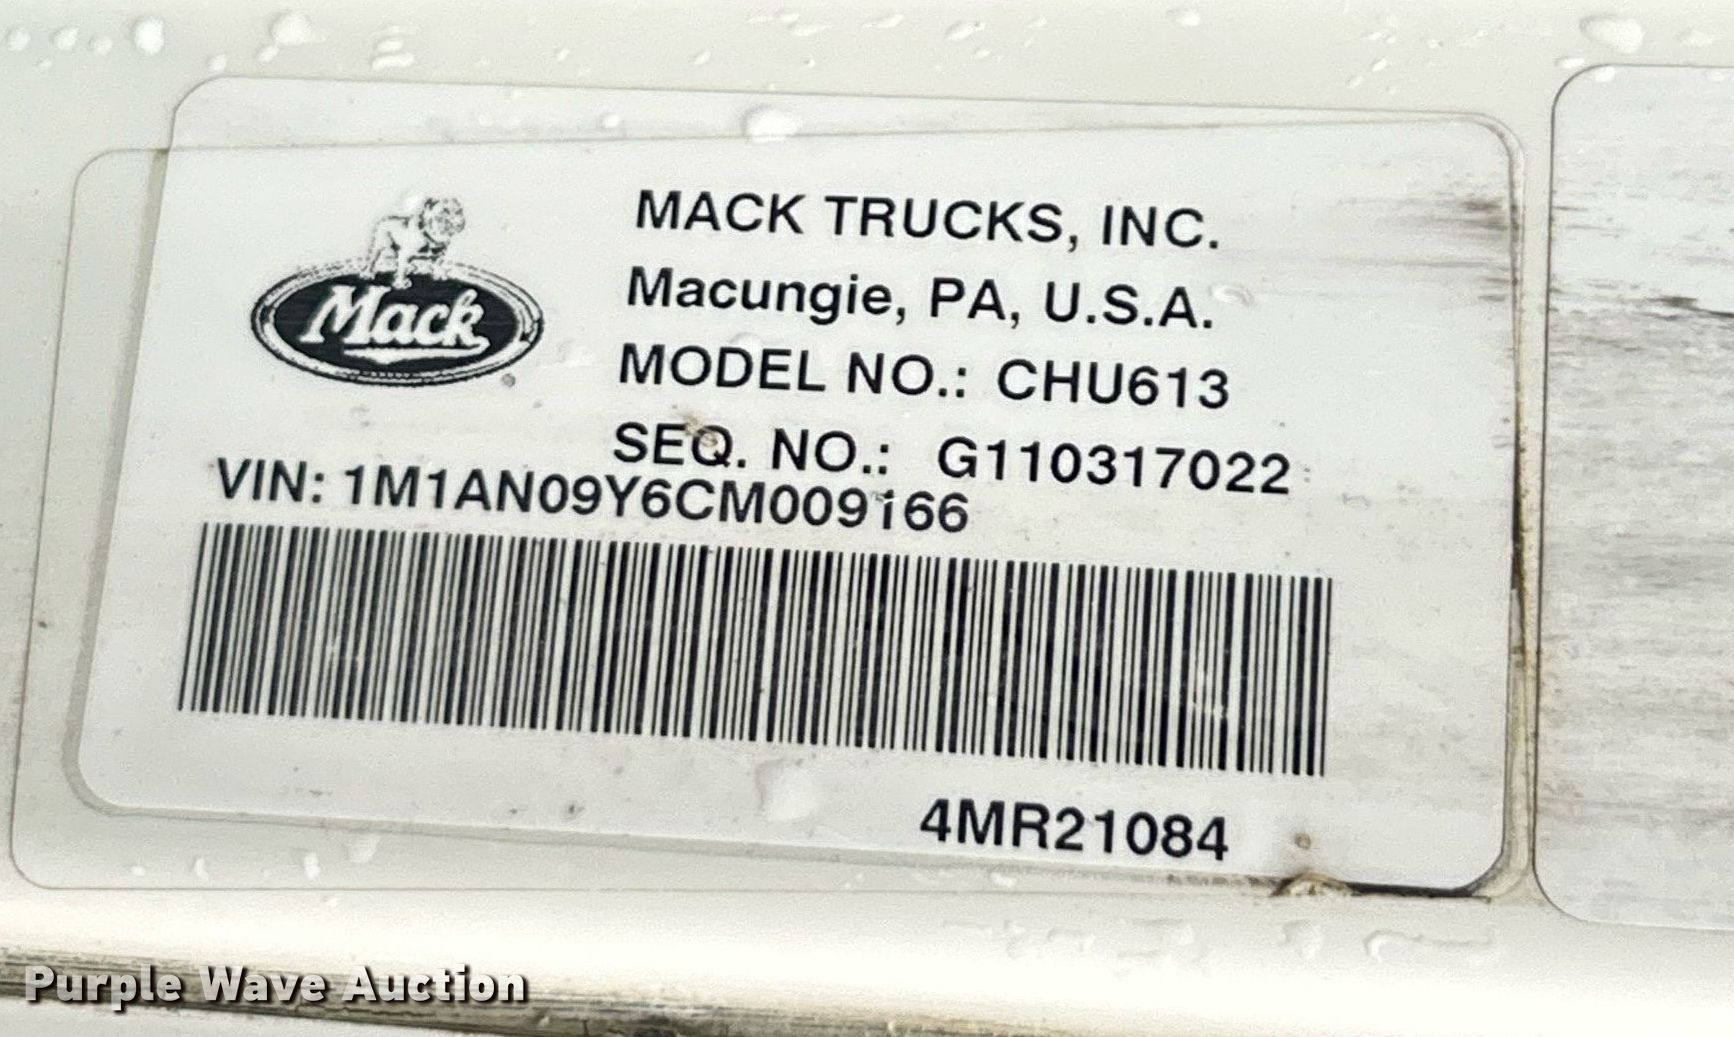 MACK TRUCKS, INC.
Macungie, PA, U.S.A.
MODEL NO.: CHU613
SEQ. NO.: G110317022
VIN: 1M1AN09Y6CM009166
Mack
4MR21084
Purple Wave Auction